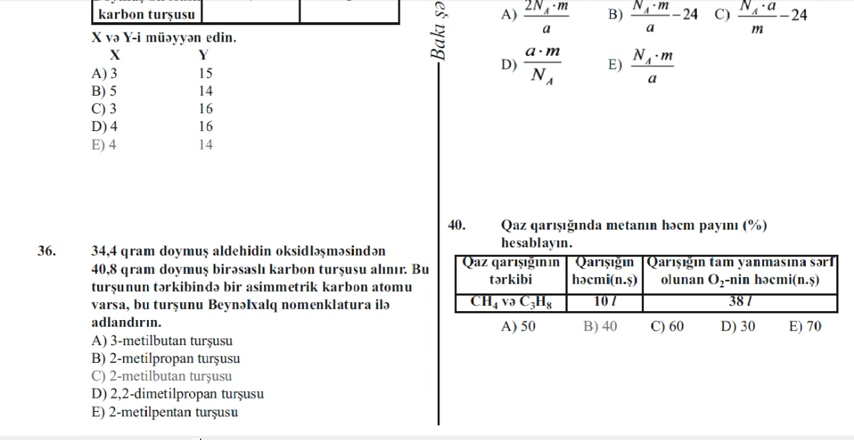 karbon turşusu
X və Y-i müəyyən edin.
X Y
A) 3 15
B) 5 14
C) 3 16
D) 4 16
E) 4 14
36. 34,4 qram doymuş aldehidin oksidləşməsindən
40,8 qram doymuş birəsaslı karbon turşusu alınır. Bu
turşunun tərkibində bir asimmetrik karbon atomu
varsa, bu turşunu Beynəlxalq nomenklatura ilə
adlandırın.
A) 3-metilbutan turşusu
B) 2-metilpropan turşusu
C) 2-metilbutan turşusu
D) 2,2-dimetilpropan turşusu
E) 2-metilpentan turşusu
Bakı şə
A) 2N_A·m/a B) N_A·m/a −24 C) N_A·a/m −24
D) a·m/N_A E) N_A·m/a
40. Qaz qarışığında metanın həcm payını (%)
hesablayın.
Qaz qarışığının Qarışığın Qarışığın tam yanmasına sərf
tərkibi həcmi(n.ş) olunan O₂-nin həcmi(n.ş)
CH₄ və C₃H₈ 10 l 38 l
A) 50 B) 40 C) 60 D) 30 E) 70